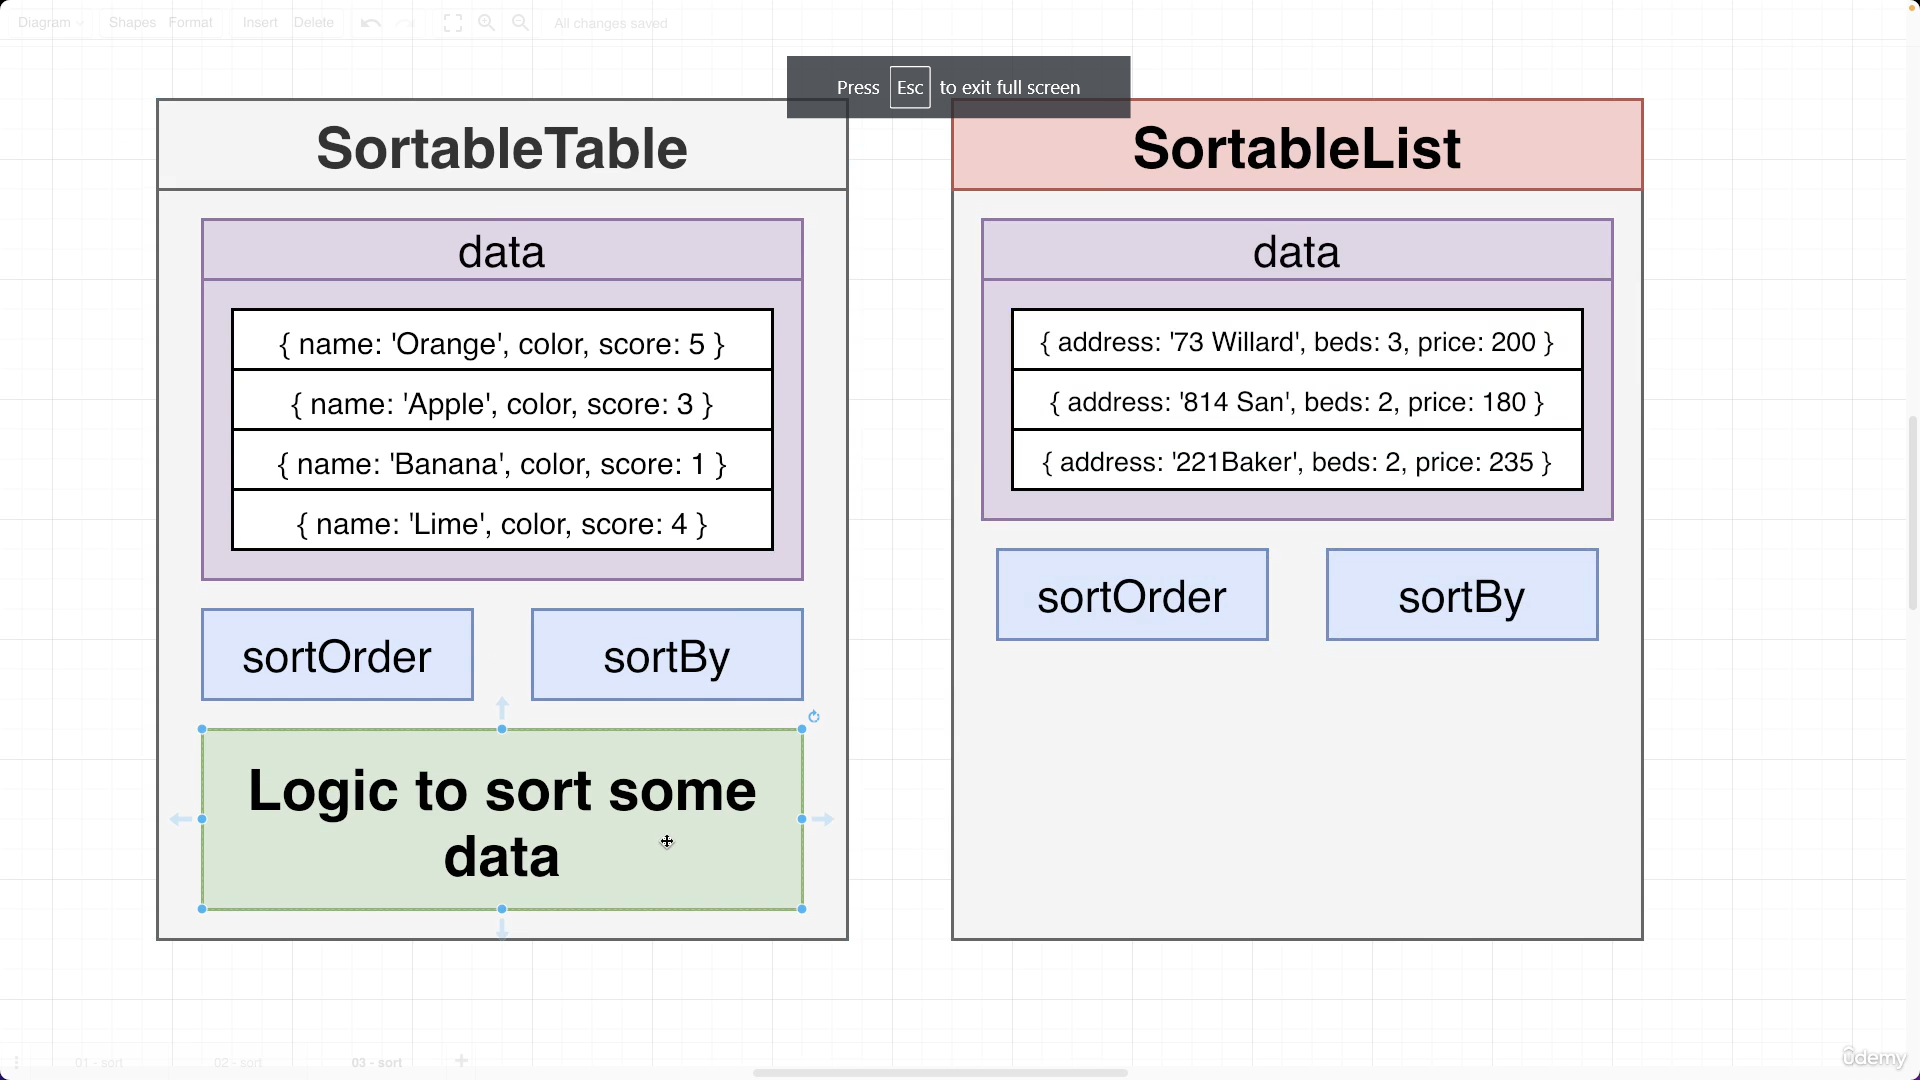 Diagram
Shapes
Format
Insert
Delete
All changes saved
Press Esc to exit full screen
SortableTable
data
{ name: 'Orange', color, score: 5 }
{ name: 'Apple', color, score: 3 }
{ name: 'Banana', color, score: 1 }
{ name: 'Lime', color, score: 4 }
sortOrder
sortBy
Logic to sort some
data
SortableList
data
{ address: '73 Willard', beds: 3, price: 200 }
{ address: '814 San', beds: 2, price: 180 }
{ address: '221Baker', beds: 2, price: 235 }
sortOrder
sortBy
01 - sort
02 - sort
03 - sort
udemy